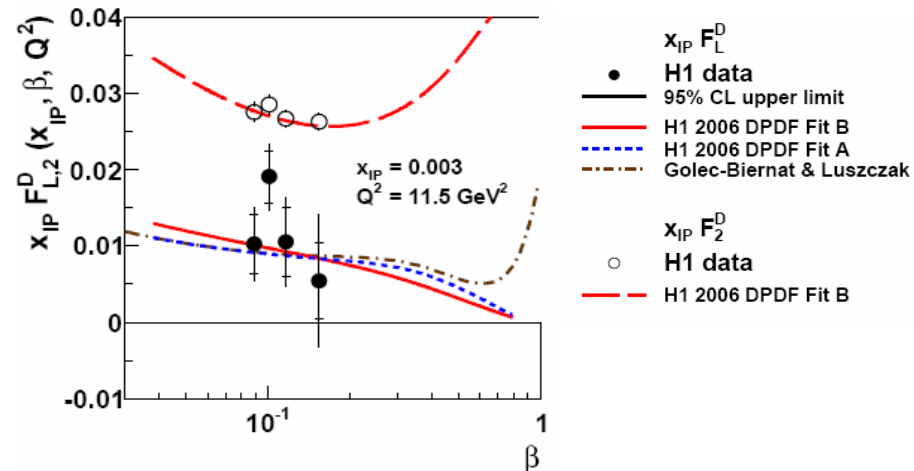 x_IP F^D_L,2 (x_IP, β, Q²)
0.04
0.03
0.02
0.01
0
-0.01
10⁻¹
1
β
x_IP = 0.003
Q² = 11.5 GeV²
x_IP F_L^D
H1 data
95% CL upper limit
H1 2006 DPDF Fit B
H1 2006 DPDF Fit A
Golec-Biernat & Luszczak
x_IP F_2^D
H1 data
H1 2006 DPDF Fit B